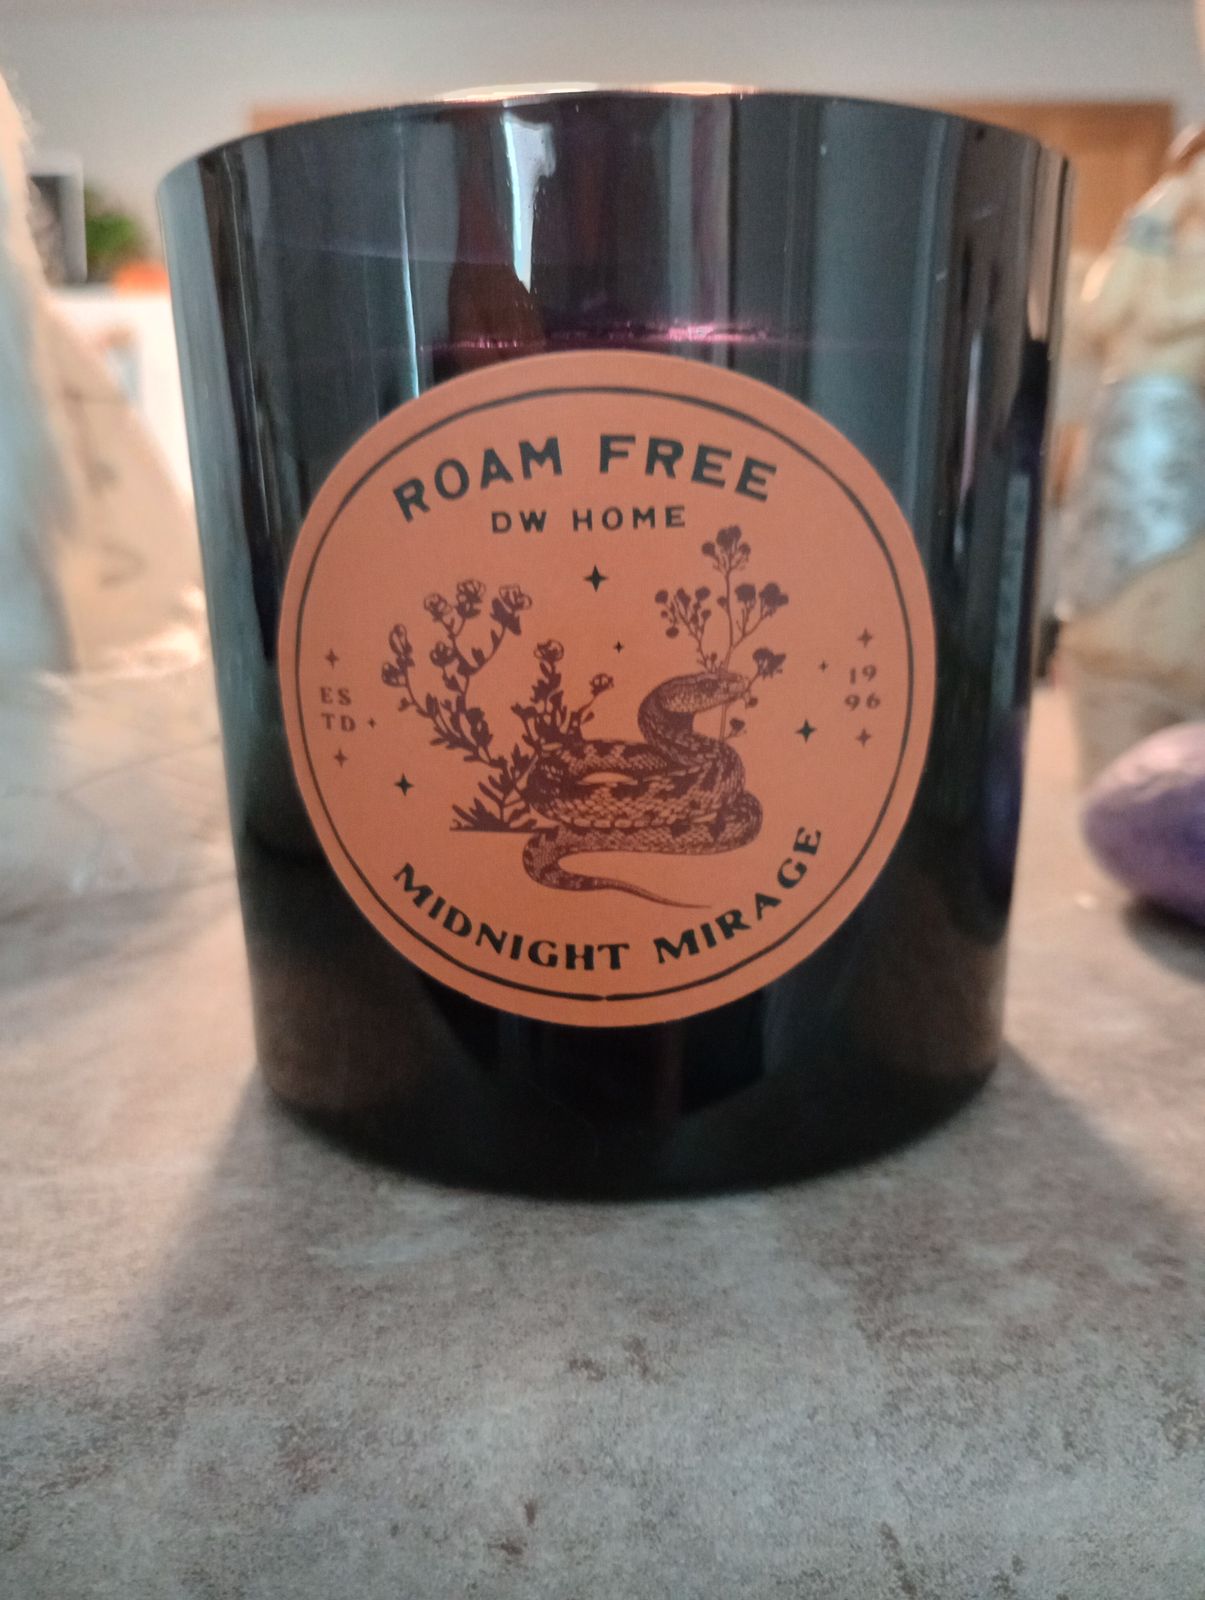 ROAM FREE
DW HOME
ES
TD
19
96
MIDNIGHT MIRAGE